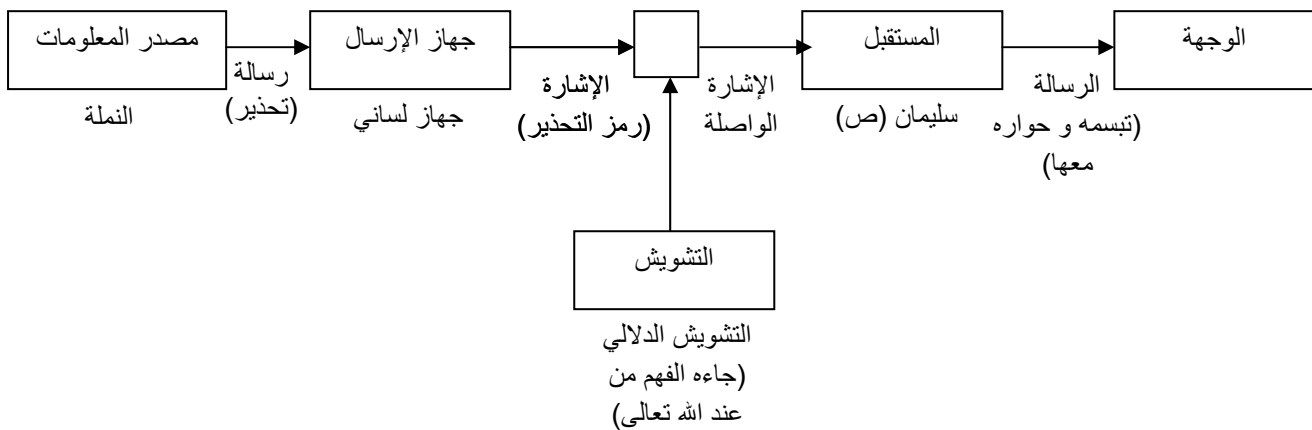 مصدر المعلومات
النملة
رسالة
(تحذير)
جهاز الإرسال
جهاز لساني
الإشارة
(رمز التحذير)
الإشارة
الواصلة
المستقبل
سليمان (ص)
الرسالة
(تبسمه و حواره
معها)
الوجهة
التشويش
التشويش الدلالي
(جاءه الفهم من
عند الله تعالى)